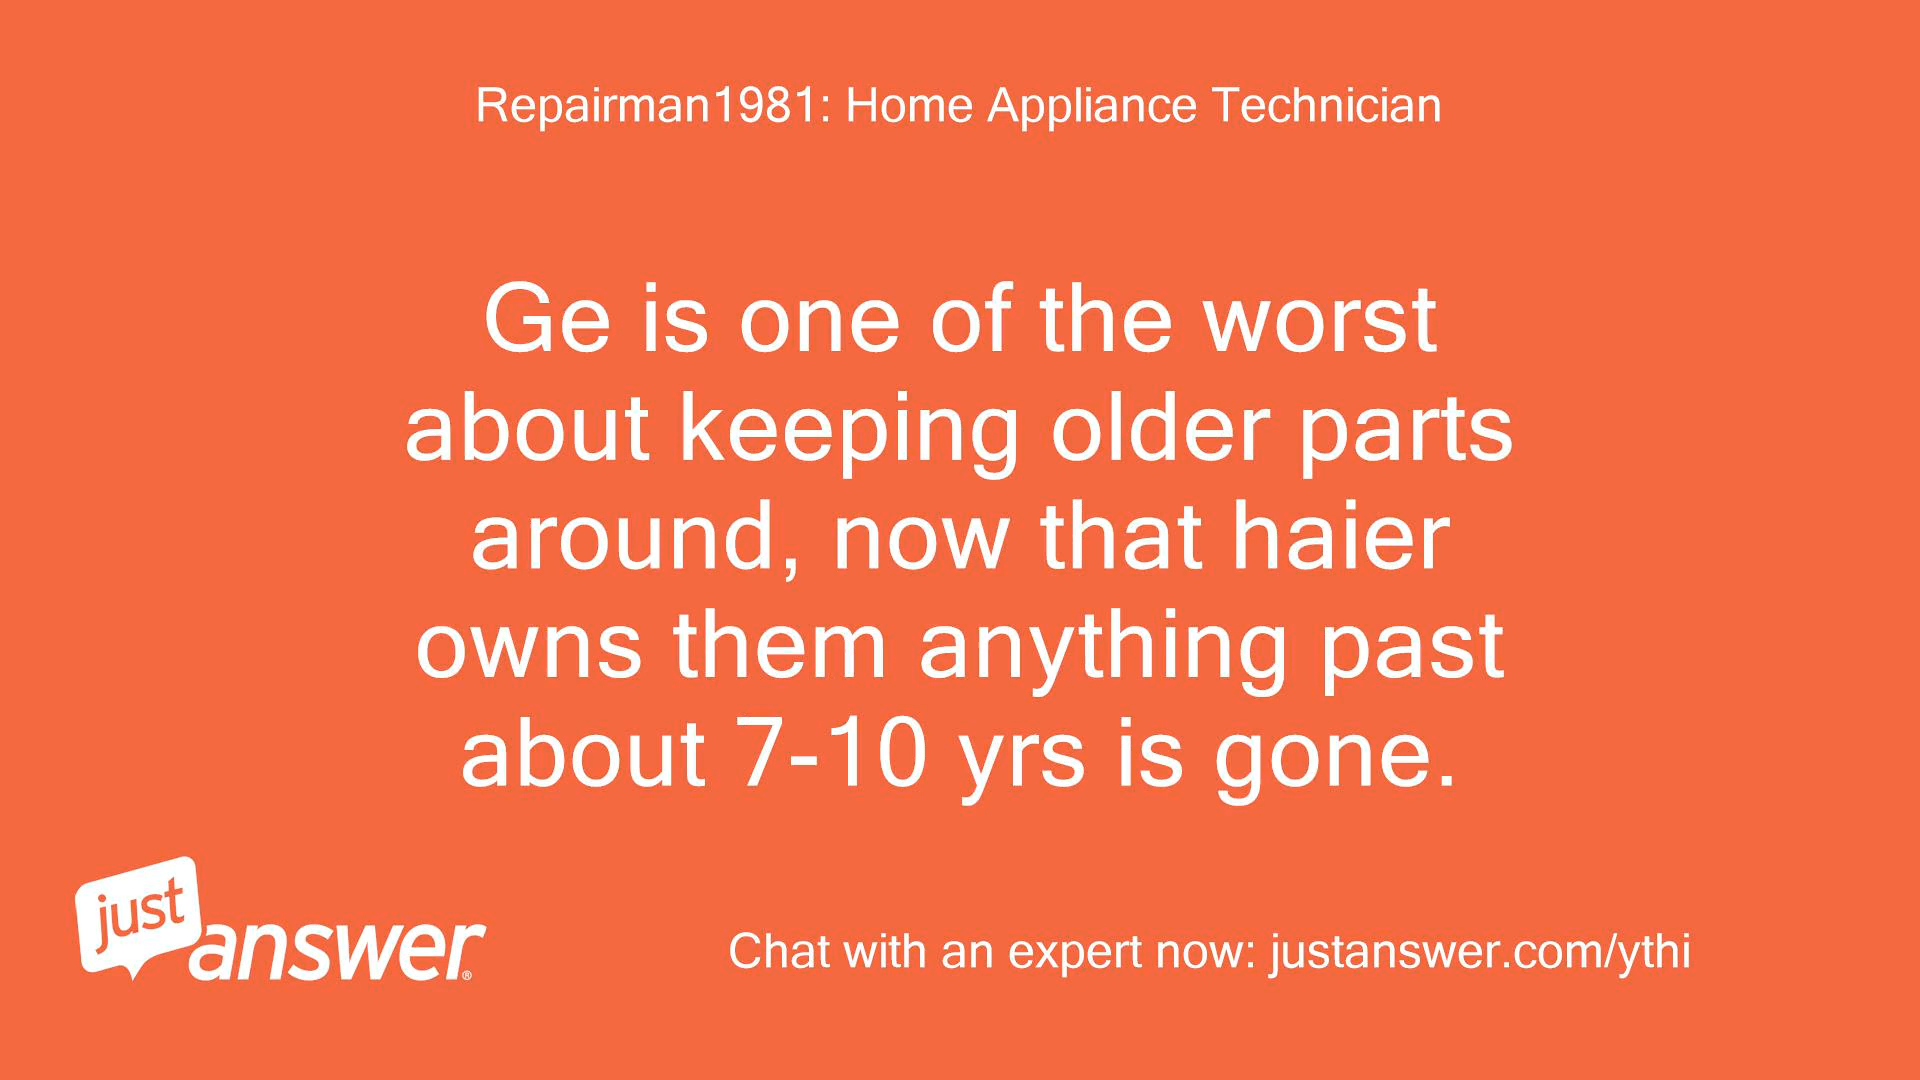 Repairman1981: Home Appliance Technician
Ge is one of the worst
about keeping older parts
around, now that haier
owns them anything past
about 7-10 yrs is gone.
just
answer®
Chat with an expert now: justanswer.com/ythi